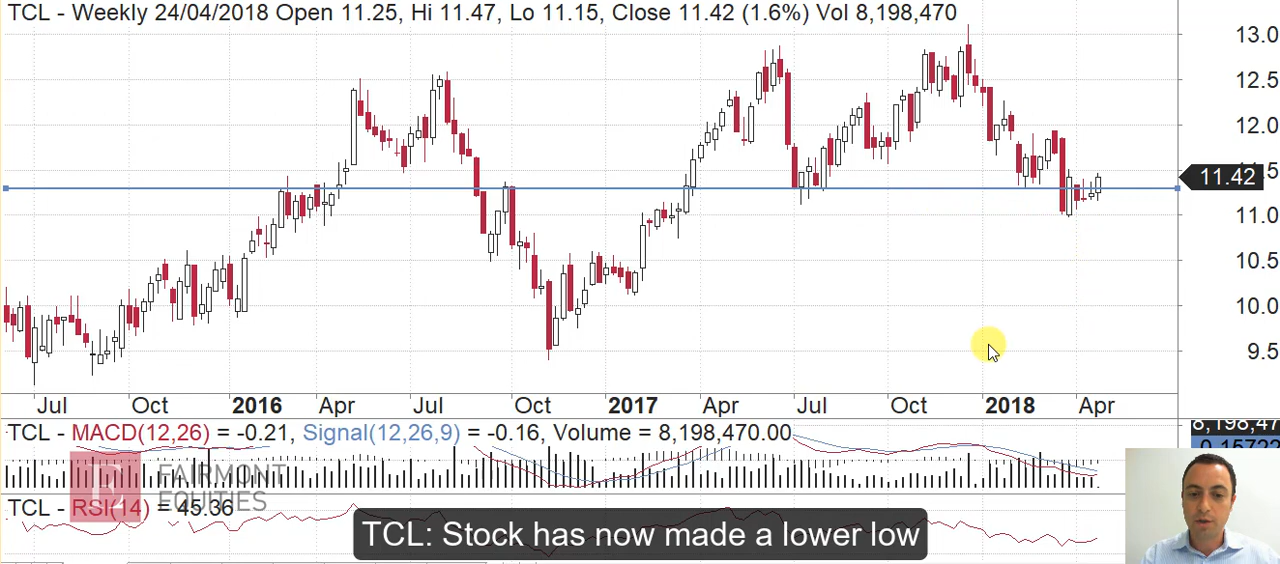 TCL - Weekly 24/04/2018 Open 11.25, Hi 11.47, Lo 11.15, Close 11.42 (1.6%) Vol 8,198,470
13.0
12.5
12.0
11.42
11.0
10.5
10.0
9.5
Jul Oct 2016 Apr Jul Oct 2017 Apr Jul Oct 2018 Apr
TCL - MACD(12,26) = -0.21, Signal(12,26,9) = -0.16, Volume = 8,198,470.00
E FAIRMONT
EQUITIES
TCL - RSI(14) = 45.36
TCL: Stock has now made a lower low